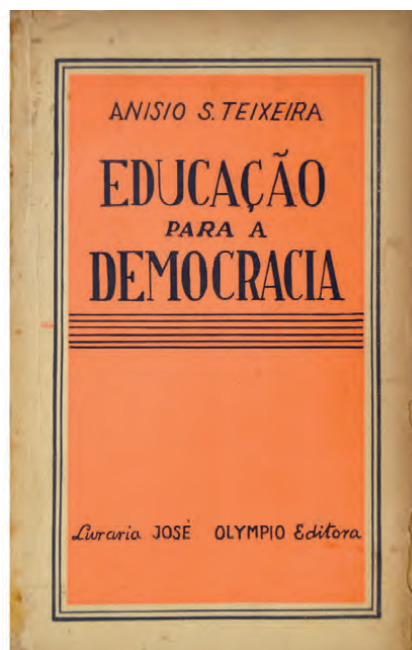 ANISIO S. TEIXEIRA
EDUCAÇÃO
PARA A
DEMOCRACIA
Livraria JOSÉ OLYMPIO Editora